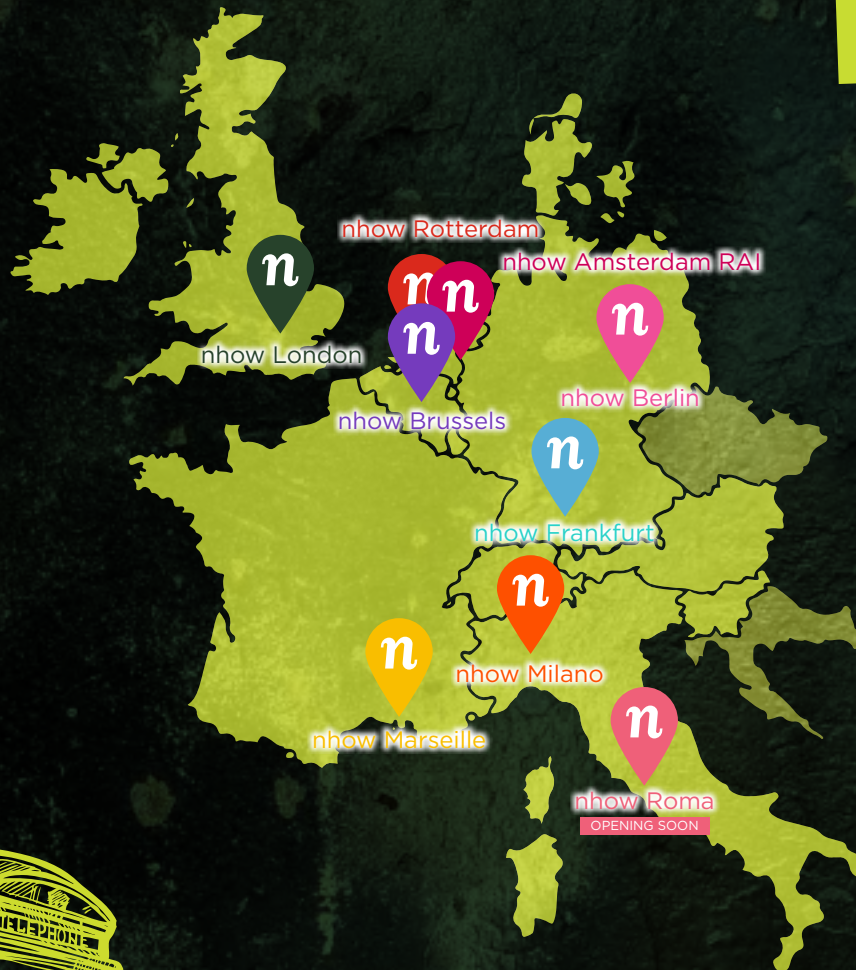 nhow Rotterdam
n
n
n
nhow Amsterdam RAI
n
n
nhow London
nhow Berlin
nhow Brussels
n
nhow Frankfurt
n
nhow Milano
n
nhow Marseille
n
nhow Roma
OPENING SOON
TELEPHONE